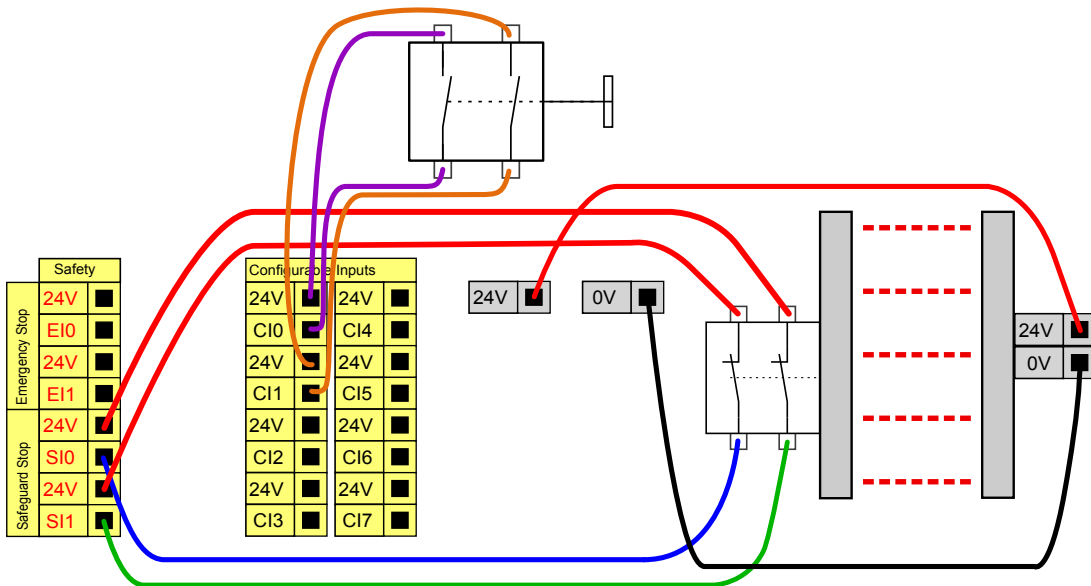 Safety
Emergency Stop
24V
EI0
24V
EI1
Safeguard Stop
24V
SI0
24V
SI1
Configurable Inputs
24V 24V
CI0 CI4
24V 24V
CI1 CI5
24V 24V
CI2 CI6
24V 24V
CI3 CI7
24V
0V
24V
0V